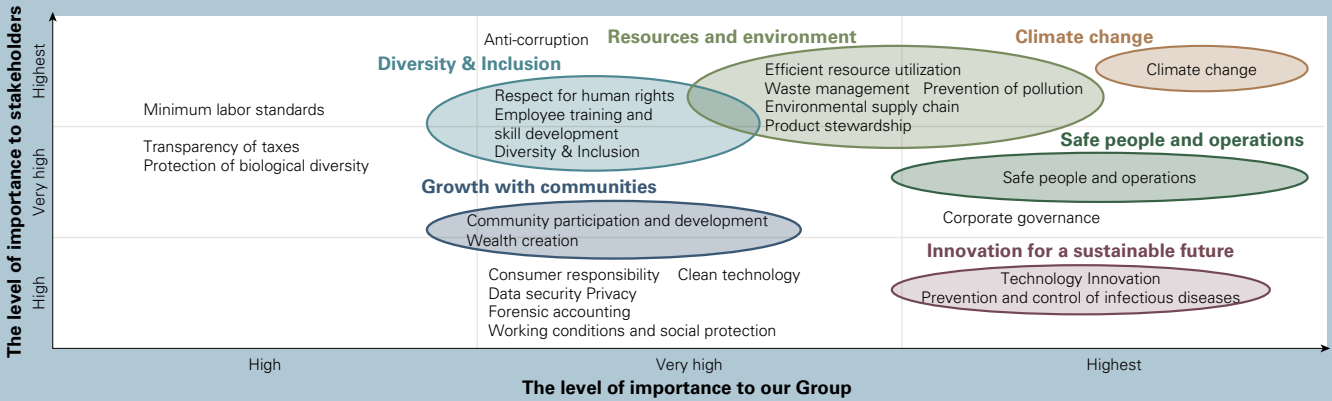 The level of importance to stakeholders
Highest
Very high
High
Anti-corruption
Resources and environment
Climate change
Diversity & Inclusion
Efficient resource utilization
Waste management Prevention of pollution
Environmental supply chain
Product stewardship
Climate change
Respect for human rights
Employee training and
skill development
Diversity & Inclusion
Minimum labor standards
Transparency of taxes
Protection of biological diversity
Safe people and operations
Safe people and operations
Growth with communities
Community participation and development
Wealth creation
Corporate governance
Innovation for a sustainable future
Technology Innovation
Prevention and control of infectious diseases
Consumer responsibility Clean technology
Data security Privacy
Forensic accounting
Working conditions and social protection
High
Very high
Highest
The level of importance to our Group